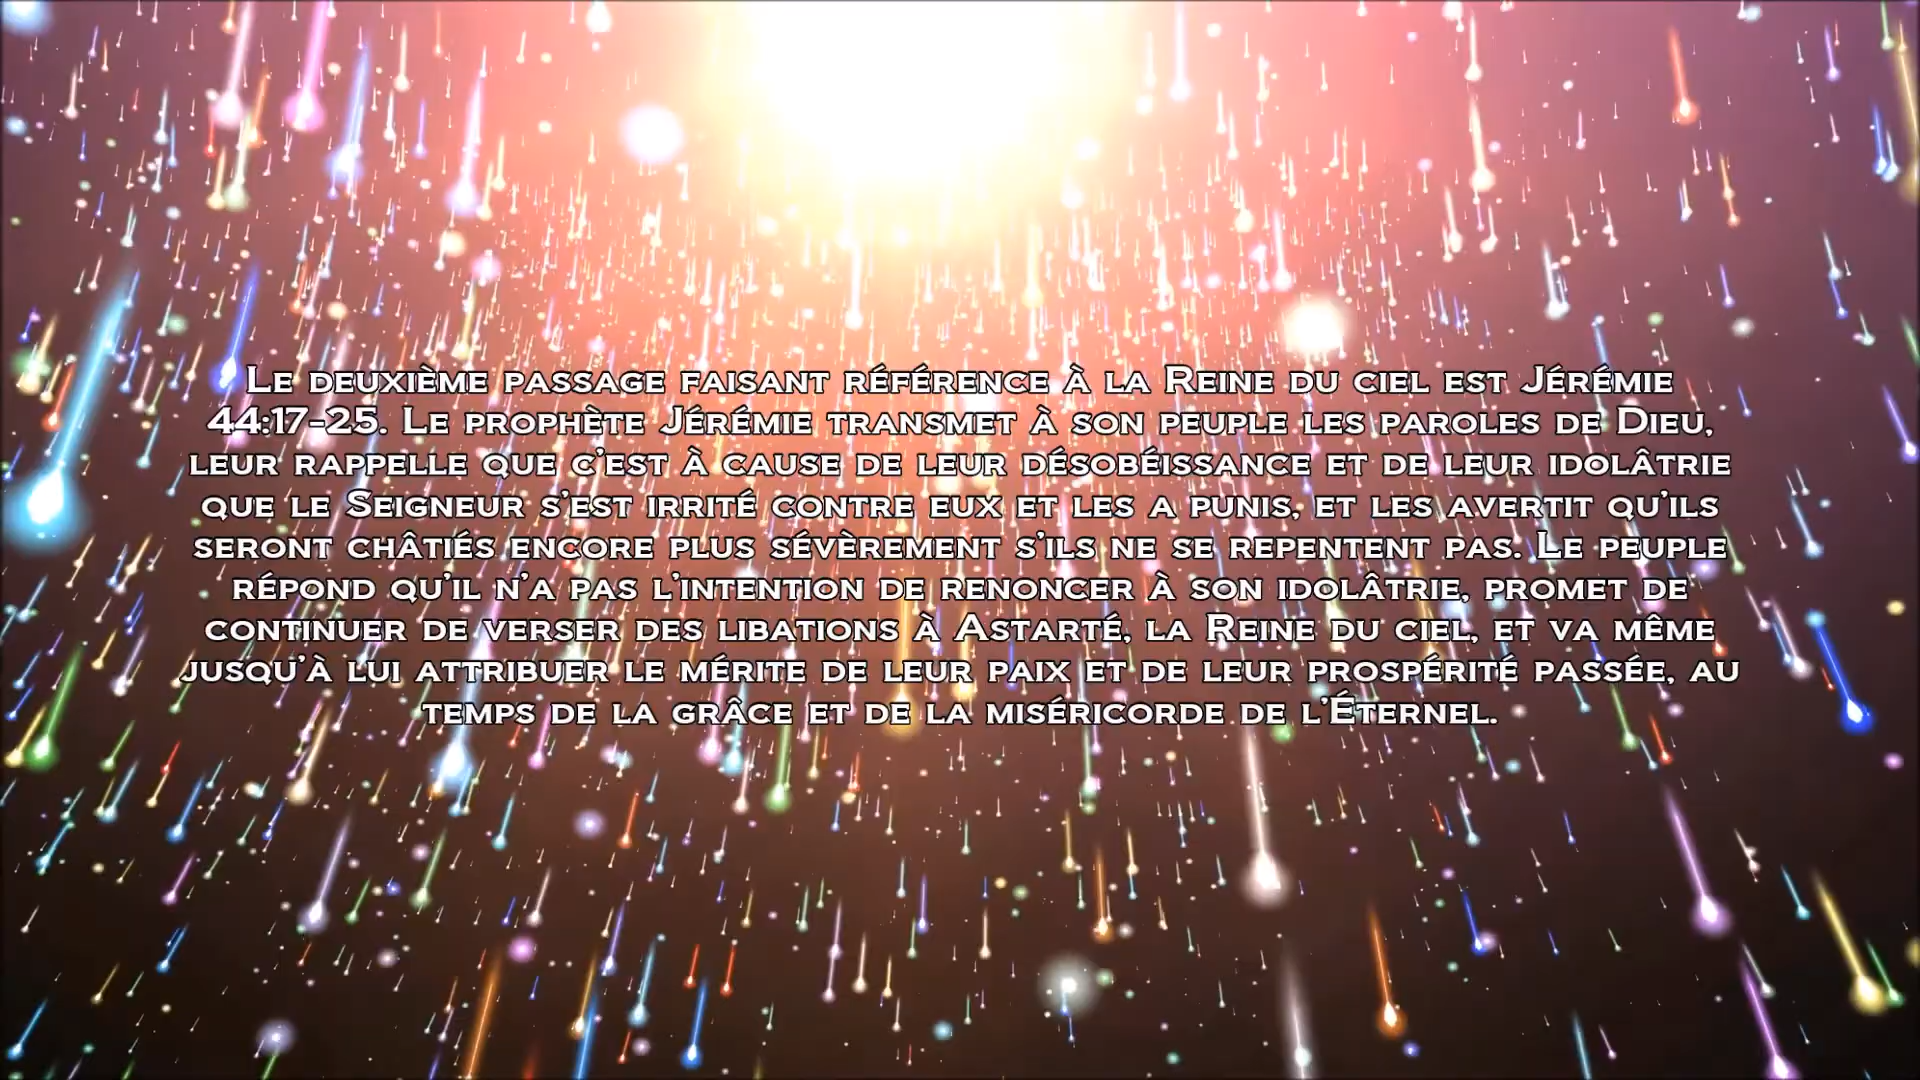 Le deuxième passage faisant référence à la Reine du ciel est Jérémie
44:17-25. Le prophète Jérémie transmet à son peuple les paroles de Dieu,
leur rappelle que c'est à cause de leur désobéissance et de leur idolâtrie
que le Seigneur s'est irrité contre eux et les a punis, et les avertit qu'ils
seront châtiés encore plus sévèrement s'ils ne se repentent pas. Le peuple
répond qu'il n'a pas l'intention de renoncer à son idolâtrie, promet de
continuer de verser des libations à Astarté, la Reine du ciel, et va même
jusqu'à lui attribuer le mérite de leur paix et de leur prospérité passée, au
temps de la grâce et de la miséricorde de l'Éternel.